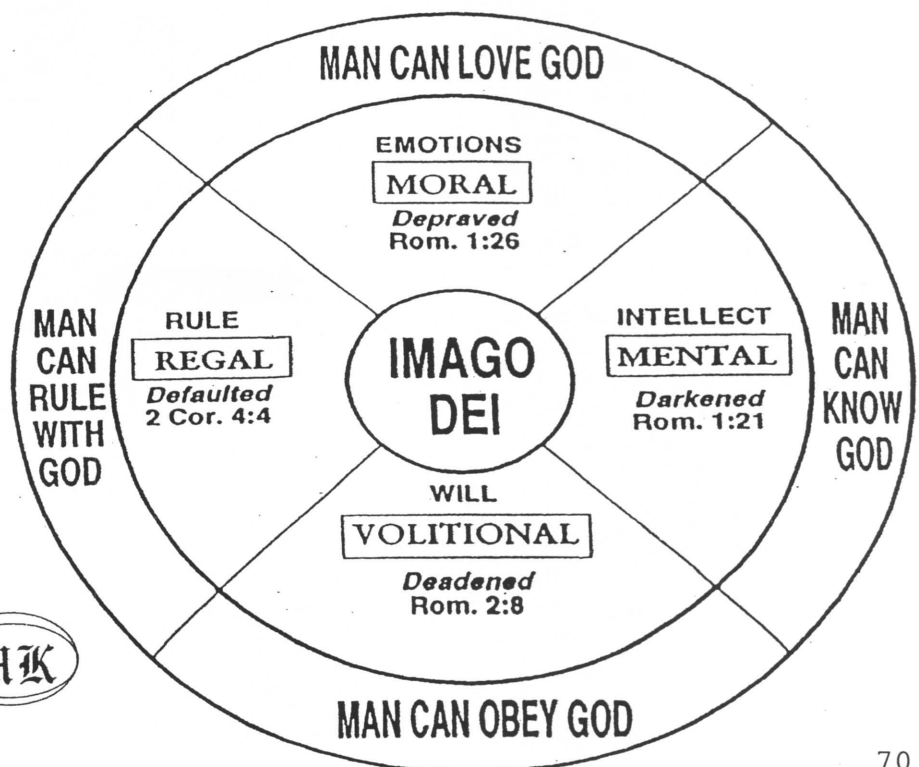 MAN CAN LOVE GOD
EMOTIONS
MORAL
Depraved
Rom. 1:26
MAN
CAN
RULE
WITH
GOD
RULE
REGAL
Defaulted
2 Cor. 4:4
IMAGO
DEI
INTELLECT
MENTAL
Darkened
Rom. 1:21
MAN
CAN
KNOW
GOD
WILL
VOLITIONAL
Deadened
Rom. 2:8
MAN CAN OBEY GOD
70